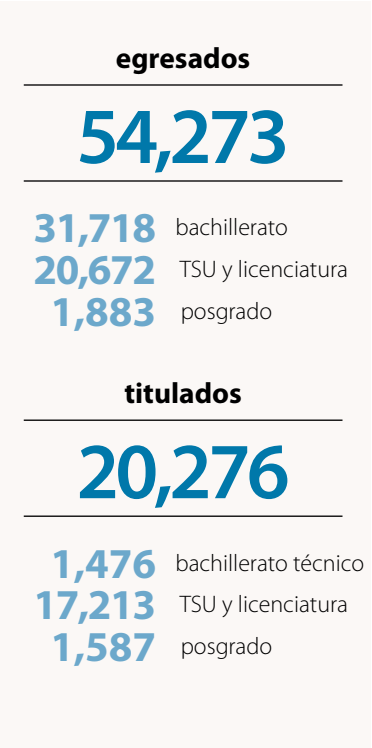 egresados
54,273
31,718 bachillerato
20,672 TSU y licenciatura
1,883 posgrado
titulados
20,276
1,476 bachillerato técnico
17,213 TSU y licenciatura
1,587 posgrado